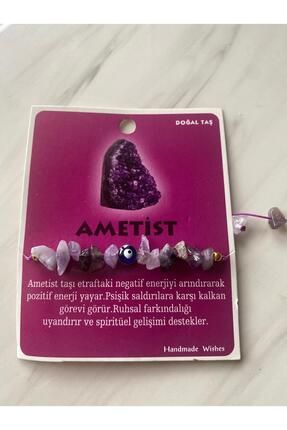 DOĞAL TAŞ
AMETİST
Ametist taşı etraftaki negatif enerjiyi arındırarak
pozitif enerji yayar.Psişik saldırılara karşı kalkan
görevi görür.Ruhsal farkındalığı
uyandırır ve spiritüel gelişimi destekler.
Handmade Wishes